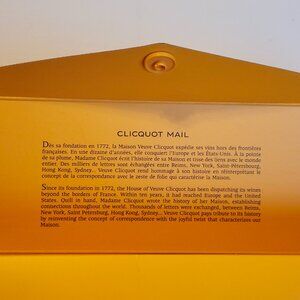 CLICQUOT MAIL
Dès sa fondation en 1772, la Maison Veuve Clicquot expédie ses vins hors des frontières
françaises. En une dizaine d'années, elle conquiert l'Europe et les États-Unis. À la pointe
de sa plume, Madame Clicquot écrit l'histoire de sa Maison et tisse des liens avec le monde
entier. Des milliers de lettres sont échangées entre Reims, New York, Saint-Pétersbourg,
Hong Kong, Sydney... Veuve Clicquot rend hommage à son histoire en réinterprétant le
concept de la correspondance avec le zeste de folie qui caractérise la Maison.
Since its foundation in 1772, the House of Veuve Clicquot has been dispatching its wines
beyond the borders of France. Within ten years, it had reached Europe and the United
States. Quill in hand, Madame Clicquot wrote the history of her Maison, establishing
connections throughout the world. Thousands of letters were exchanged, between Reims,
New York, Saint Petersburg, Hong Kong, Sydney... Veuve Clicquot pays tribute to its history
by reinventing the concept of correspondence with the joyful twist that characterises our
Maison.